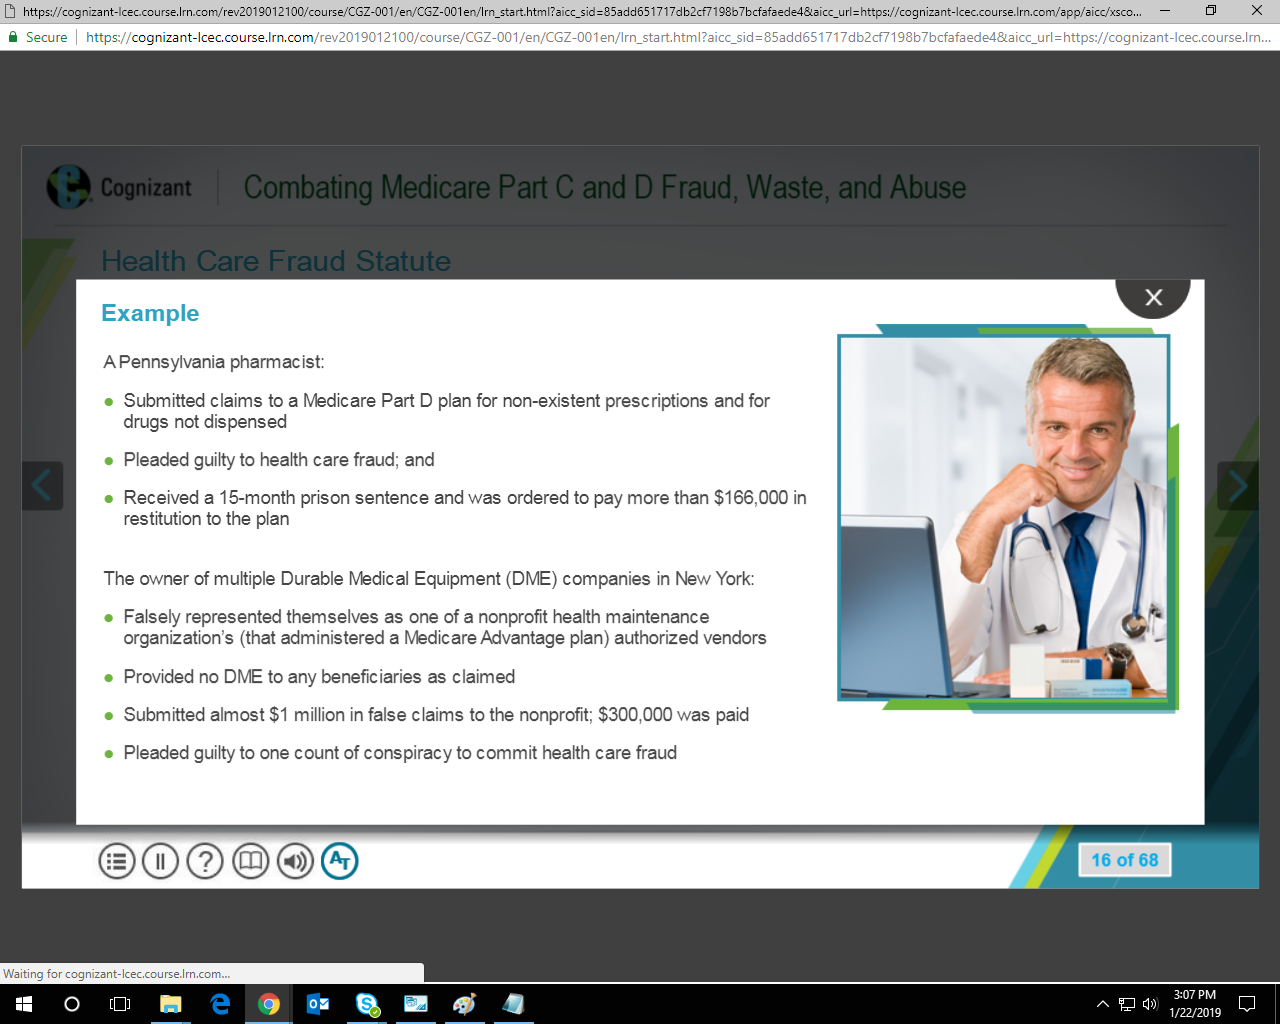 https://cognizant-lcec.course.lrn.com/rev2019012100/course/CGZ-001/en/CGZ-001en/lrn_start.html?aicc_sid=85add651717db2cf7198b7bcfafaede4&aicc_url=https://cognizant-lcec.course.lrn.com/app/aicc/xsco...
Secure
https://cognizant-lcec.course.lrn.com/rev2019012100/course/CGZ-001/en/CGZ-001en/lrn_start.html?aicc_sid=85add651717db2cf7198b7bcfafaede4&aicc_url=https://cognizant-lcec.course.lrn...
Cognizant
Combating Medicare Part C and D Fraud, Waste, and Abuse
Health Care Fraud Statute
X
Example
A Pennsylvania pharmacist:
Submitted claims to a Medicare Part D plan for non-existent prescriptions and for
drugs not dispensed
Pleaded guilty to health care fraud; and
Received a 15-month prison sentence and was ordered to pay more than $166,000 in
restitution to the plan
The owner of multiple Durable Medical Equipment (DME) companies in New York:
Falsely represented themselves as one of a nonprofit health maintenance
organization's (that administered a Medicare Advantage plan) authorized vendors
Provided no DME to any beneficiaries as claimed
Submitted almost $1 million in false claims to the nonprofit; $300,000 was paid
Pleaded guilty to one count of conspiracy to commit health care fraud
?
AT
16 of 68
Waiting for cognizant-lcec.course.lrn.com...
3:07 PM
1/22/2019